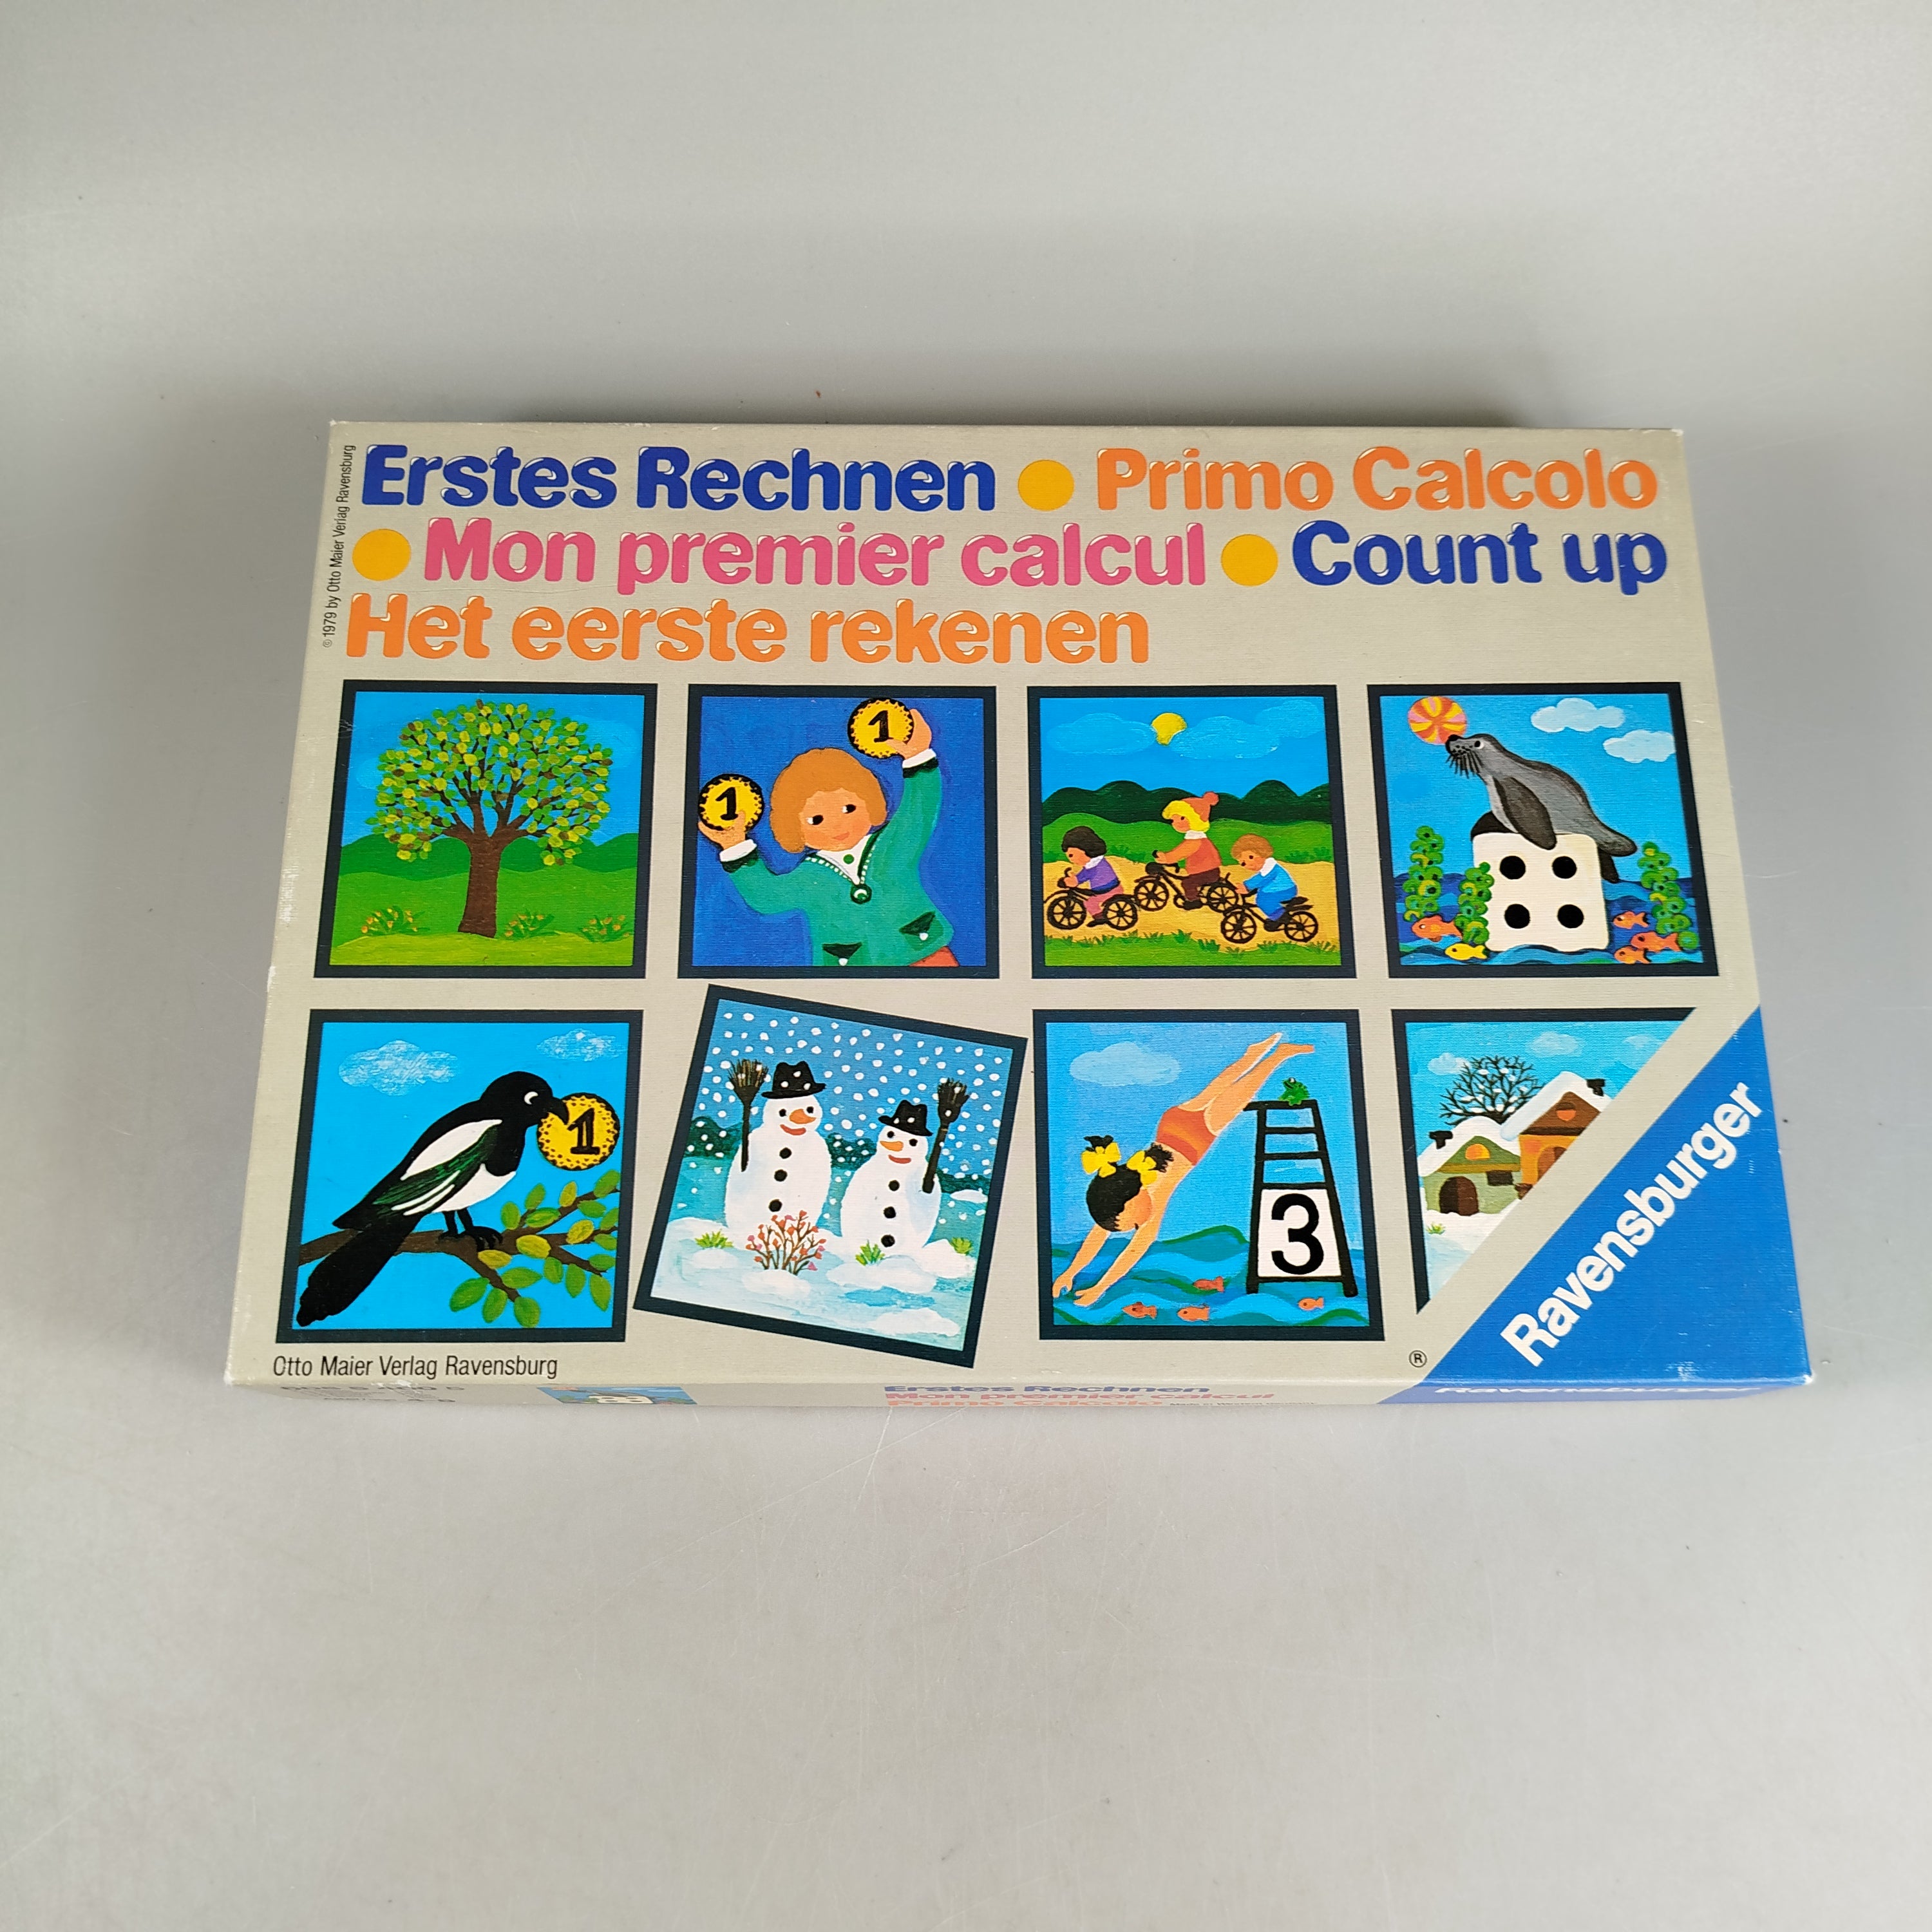 © 1979 by Otto Maier Verlag Ravensburg
Erstes Rechnen Primo Calcolo
Mon premier calcul Count up
Het eerste rekenen
1
1
1
3
Ravensburger
®
Otto Maier Verlag Ravensburg
Erstes Rechnen
Mon premier calcul
Primo Calcolo
Ravensburger